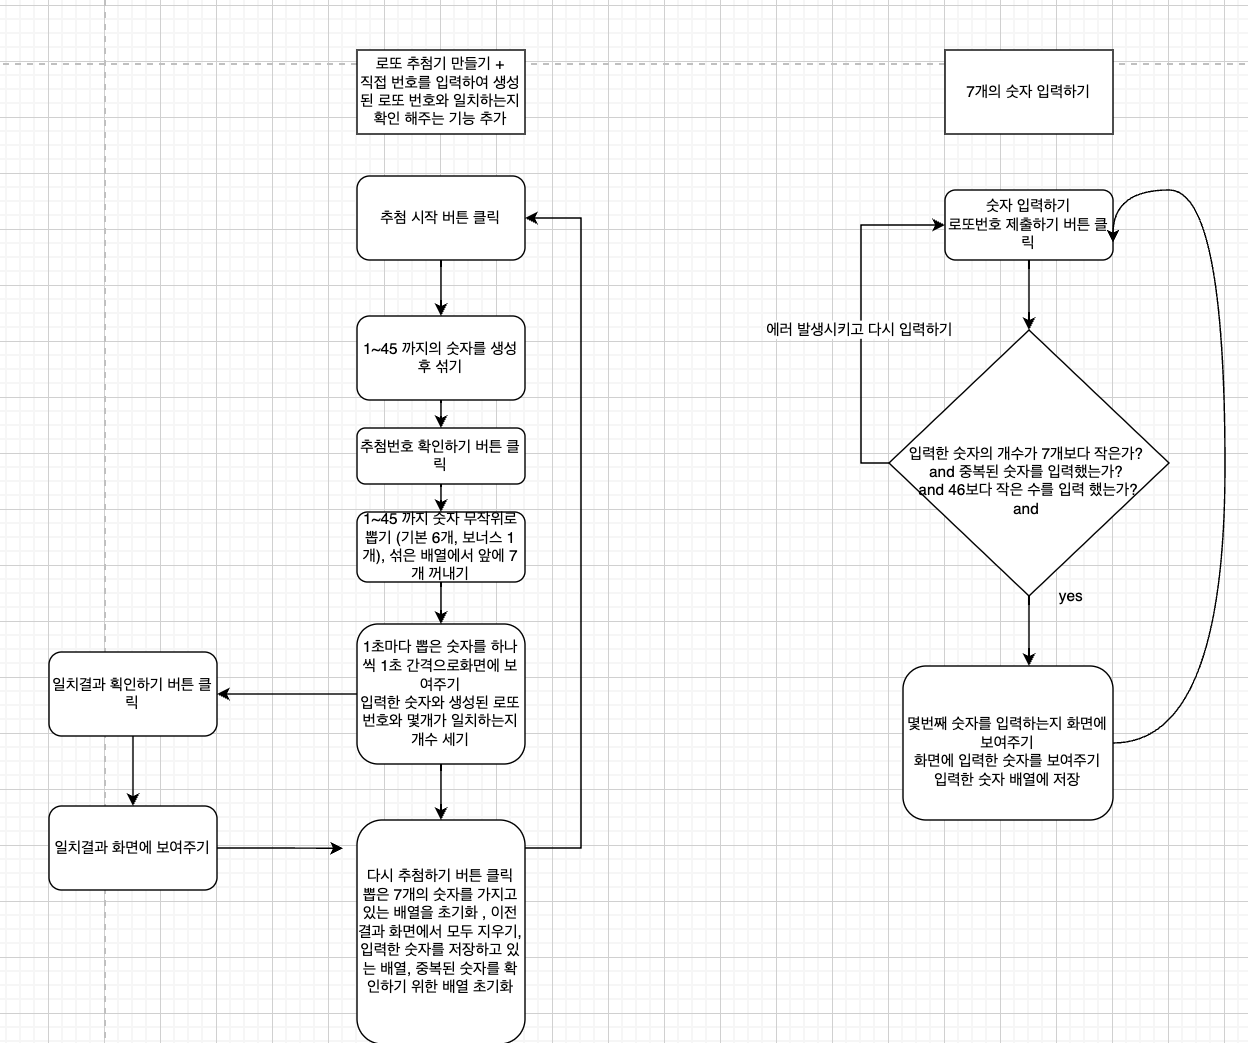 로또 추첨기 만들기 +
직접 번호를 입력하여 생성
된 로또 번호와 일치하는지
확인 해주는 기능 추가
추첨 시작 버튼 클릭
1~45 까지의 숫자를 생성
후 섞기
추첨번호 확인하기 버튼 클
릭
1~45 까지 숫자 무작위로
뽑기 (기본 6개, 보너스 1
개), 섞은 배열에서 앞에 7
개 꺼내기
1초마다 뽑은 숫자를 하나
씩 1초 간격으로화면에 보
여주기
입력한 숫자와 생성된 로또
번호와 몇개가 일치하는지
개수 세기
일치결과 획인하기 버튼 클
릭
일치결과 화면에 보여주기
다시 추첨하기 버튼 클릭
뽑은 7개의 숫자를 가지고
있는 배열을 초기화 , 이전
결과 화면에서 모두 지우기,
입력한 숫자를 저장하고 있
는 배열, 중복된 숫자를 확
인하기 위한 배열 초기화
7개의 숫자 입력하기
숫자 입력하기
로또번호 제출하기 버튼 클
릭
에러 발생시키고 다시 입력하기
입력한 숫자의 개수가 7개보다 작은가?
and 중복된 숫자를 입력했는가?
and 46보다 작은 수를 입력 했는가?
and
yes
몇번째 숫자를 입력하는지 화면에
보여주기
화면에 입력한 숫자를 보여주기
입력한 숫자 배열에 저장